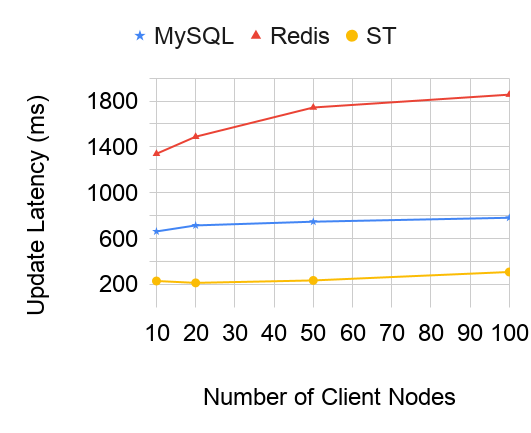 MySQL Redis ST
Update Latency (ms)
1800
1400
1000
600
200
10 20 30 40 50 60 70 80 90 100
Number of Client Nodes